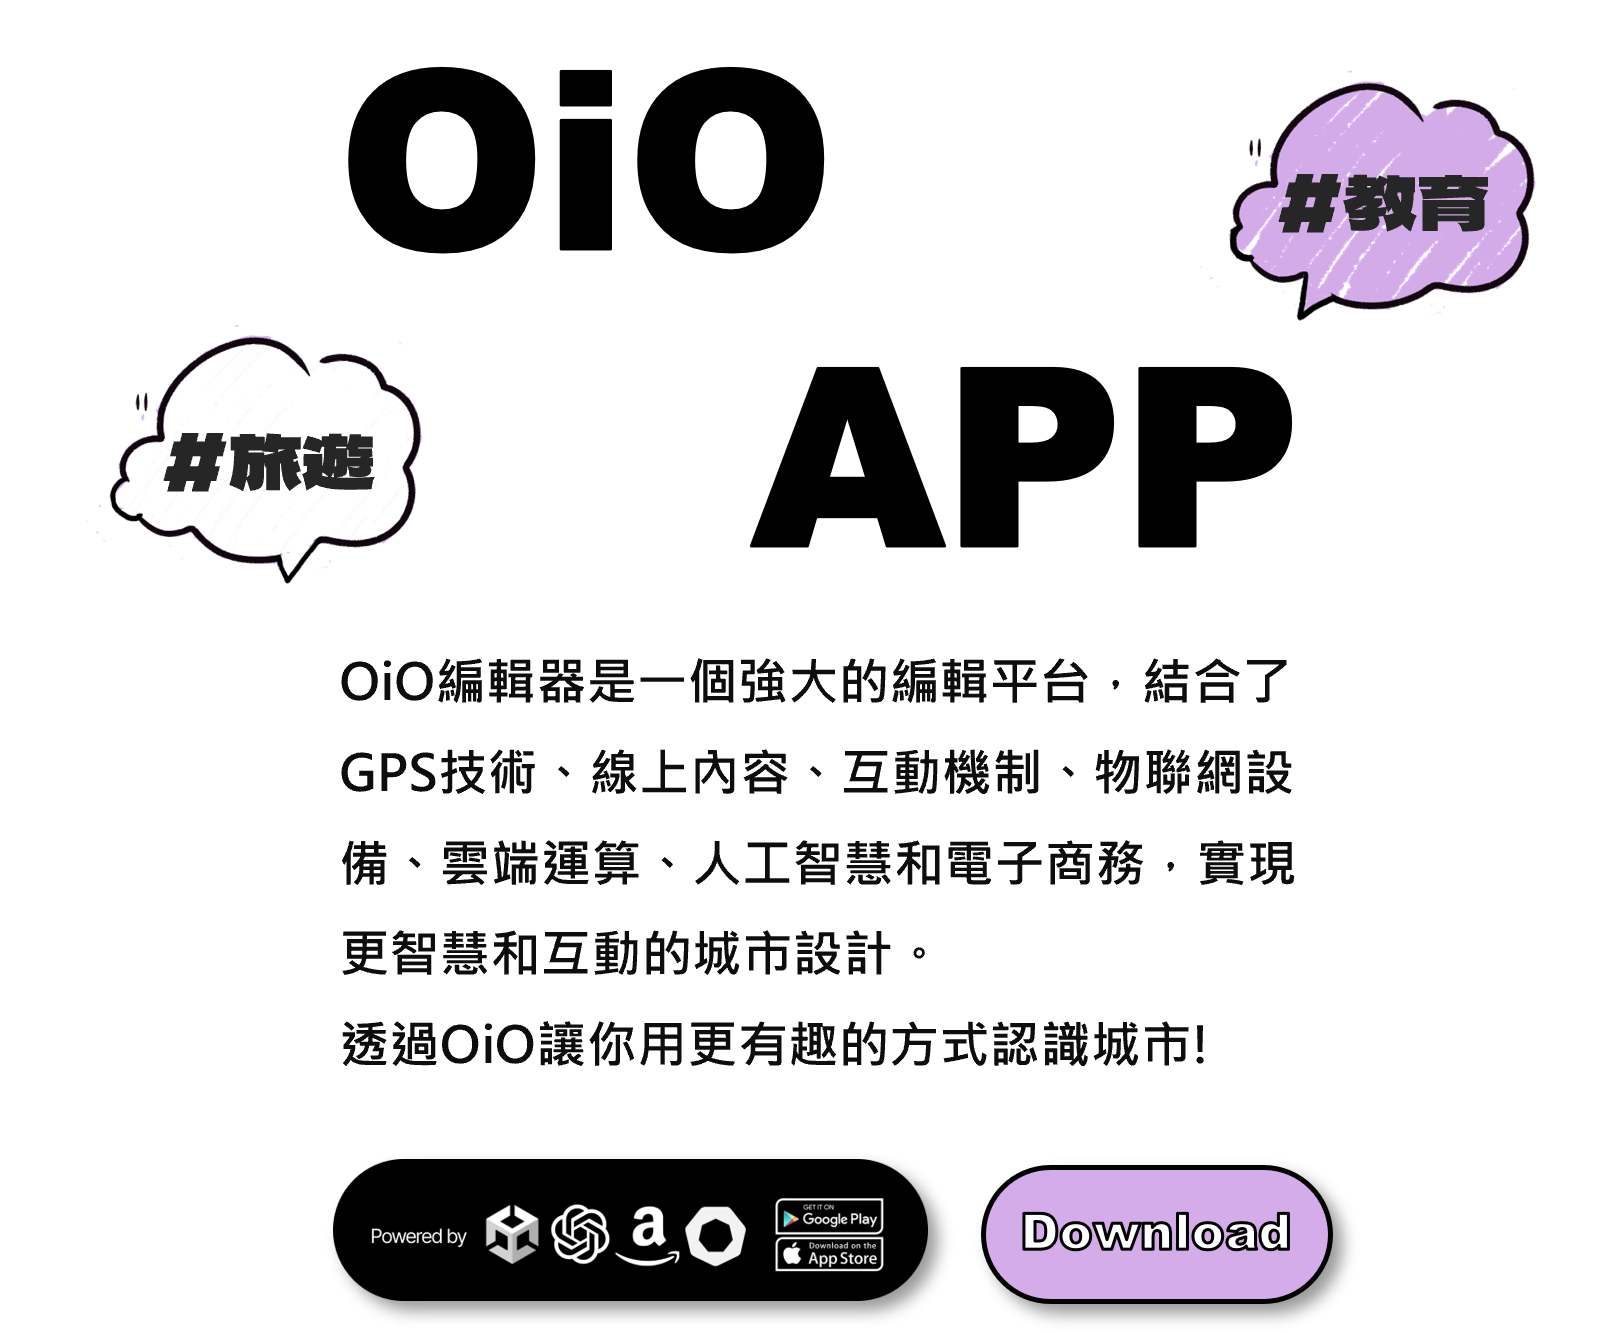 OiO
#教育
APP
#旅遊
OiO編輯器是一個強大的編輯平台，結合了
GPS技術、線上內容、互動機制、物聯網設
備、雲端運算、人工智慧和電子商務，實現
更智慧和互動的城市設計。
透過OiO讓你用更有趣的方式認識城市!
Powered by
a
GET IT ON
Google Play
Download on the
App Store
Download